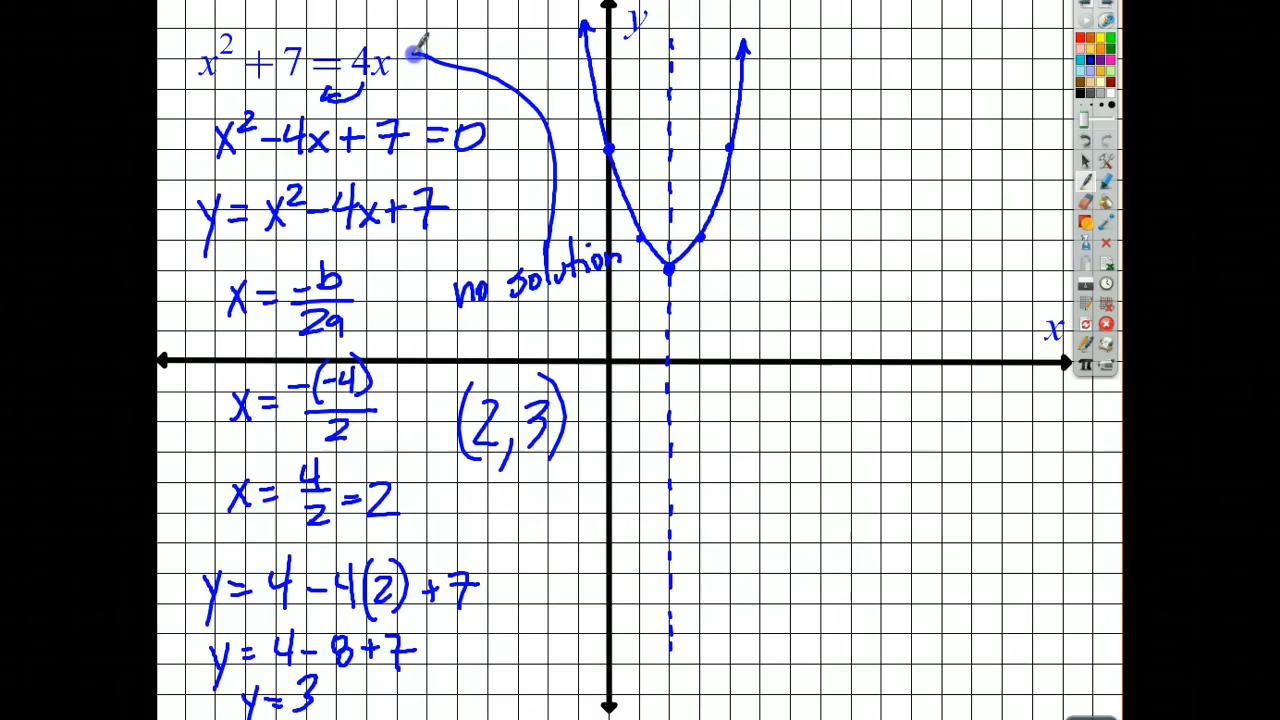 x² + 7 = 4x
x² - 4x + 7 = 0
y = x² - 4x + 7
x = -b/2a
x = -(-4)/2
x = 4/2 = 2
y = 4 - 4(2) + 7
y = 4 - 8 + 7
y = 3
no solution
(2, 3)
y
x